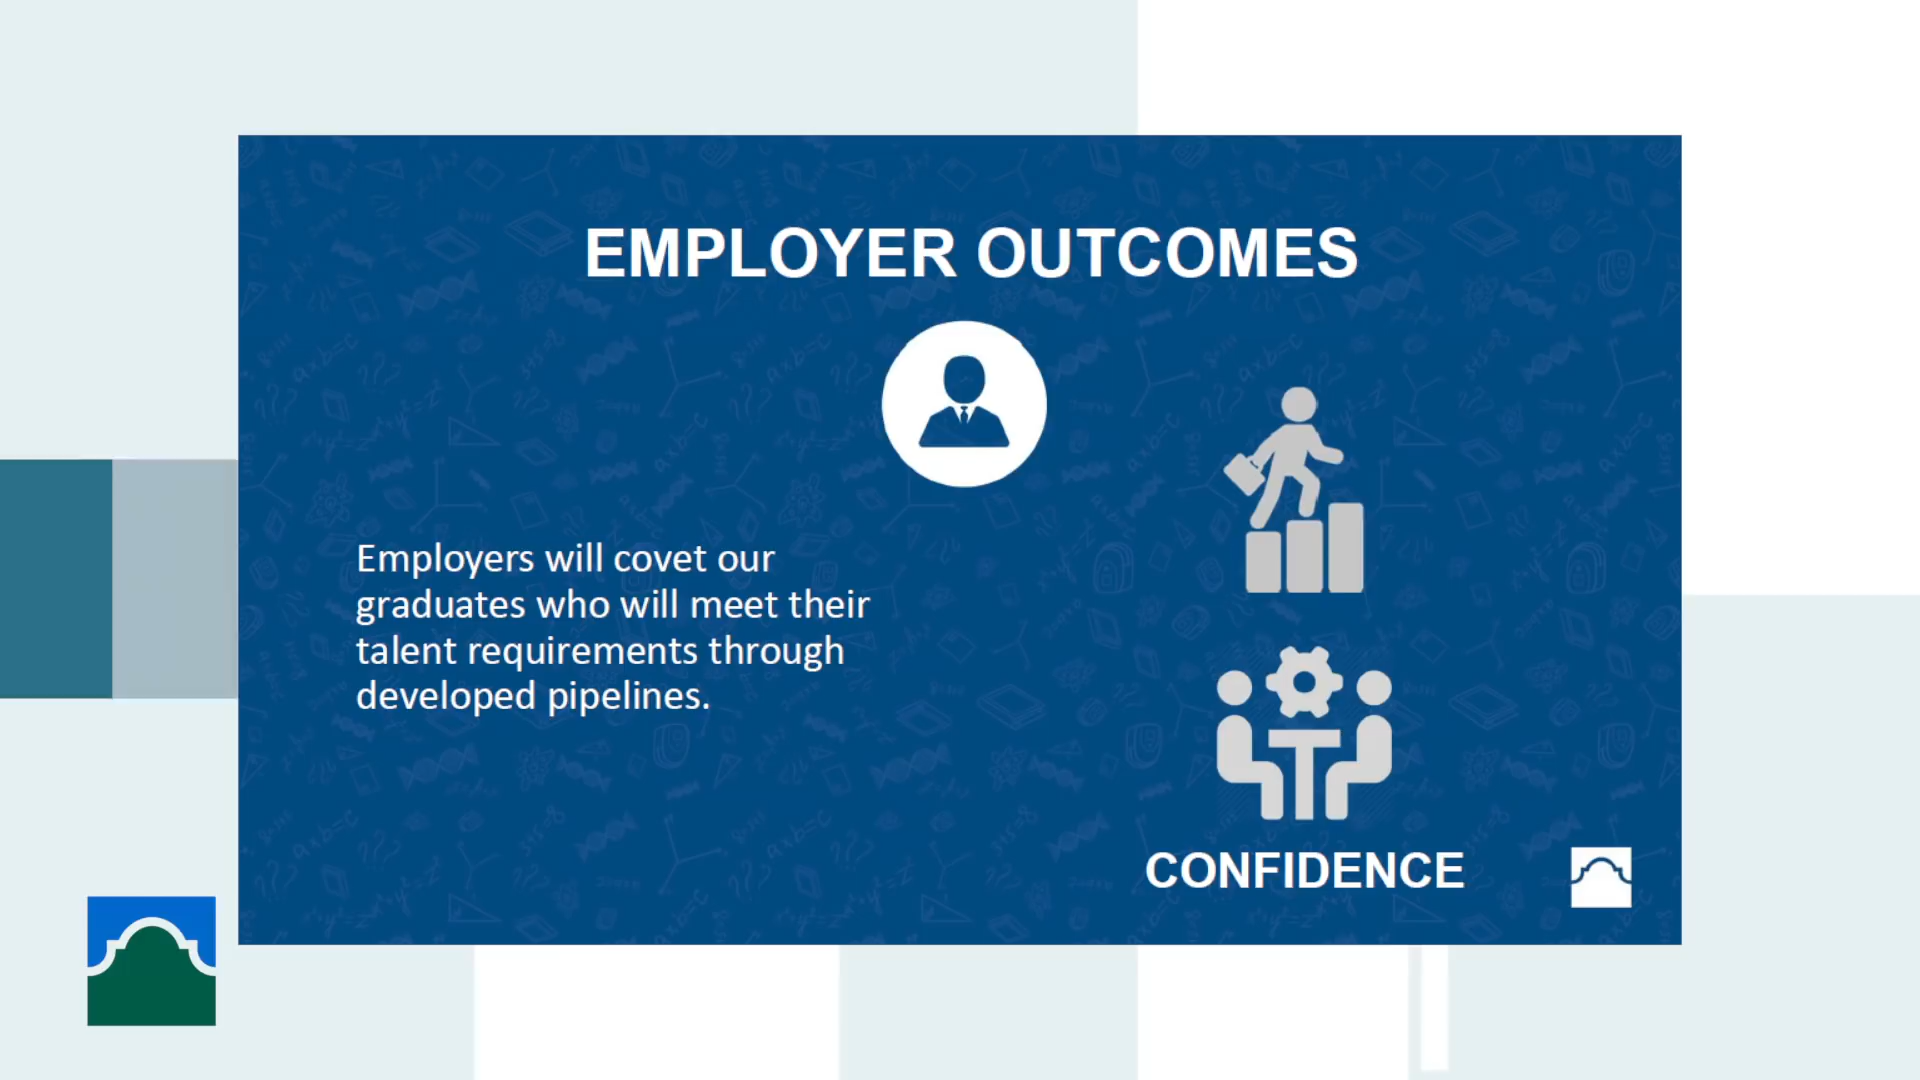 EMPLOYER OUTCOMES
Employers will covet our
graduates who will meet their
talent requirements through
developed pipelines.
CONFIDENCE